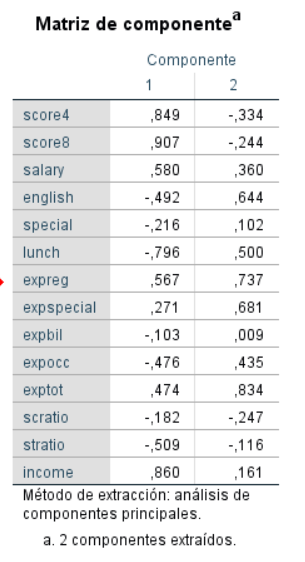 Matriz de componenteª
Componente
1 2
score4 ,849 -,334
score8 ,907 -,244
salary ,580 ,360
english -,492 ,644
special -,216 ,102
lunch -,796 ,500
expreg ,567 ,737
expspecial ,271 ,681
expbil -,103 ,009
expocc -,476 ,435
exptot ,474 ,834
scratio -,182 -,247
stratio -,509 -,116
income ,860 ,161
Método de extracción: análisis de
componentes principales.
a. 2 componentes extraídos.